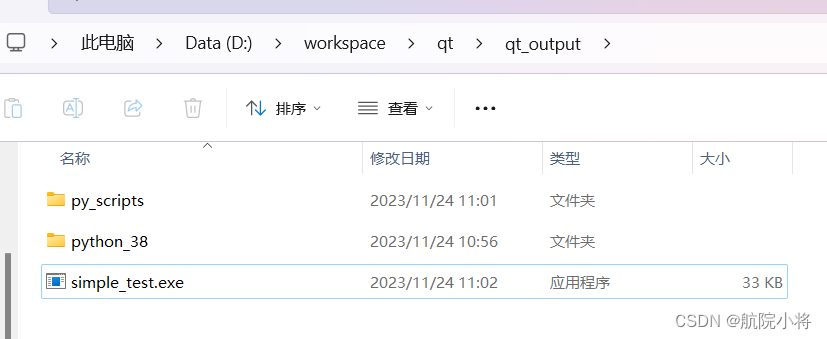 此电脑 > Data (D:) > workspace > qt > qt_output >
排序 查看
名称 修改日期 类型 大小
py_scripts 2023/11/24 11:01 文件夹
python_38 2023/11/24 10:56 文件夹
simple_test.exe 2023/11/24 11:02 应用程序 33 KB
CSDN @航院小将